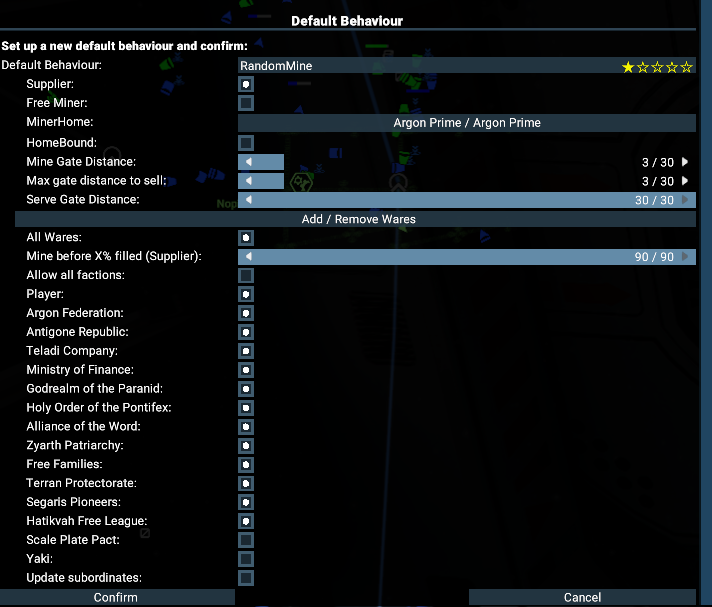 Default Behaviour
Set up a new default behaviour and confirm:
Default Behaviour: RandomMine
Supplier:
Free Miner:
MinerHome: Argon Prime / Argon Prime
HomeBound:
Mine Gate Distance: 3 / 30
Max gate distance to sell: 3 / 30
Serve Gate Distance: 30 / 30
Nop
Add / Remove Wares
All Wares:
Mine before X% filled (Supplier): 90 / 90
Allow all factions:
Player:
Argon Federation:
Antigone Republic:
Teladi Company:
Ministry of Finance:
Godrealm of the Paranid:
Holy Order of the Pontifex:
Alliance of the Word:
Zyarth Patriarchy:
Free Families:
Terran Protectorate:
Segaris Pioneers:
Hatikvah Free League:
Scale Plate Pact:
Yaki:
Update subordinates:
Confirm Cancel